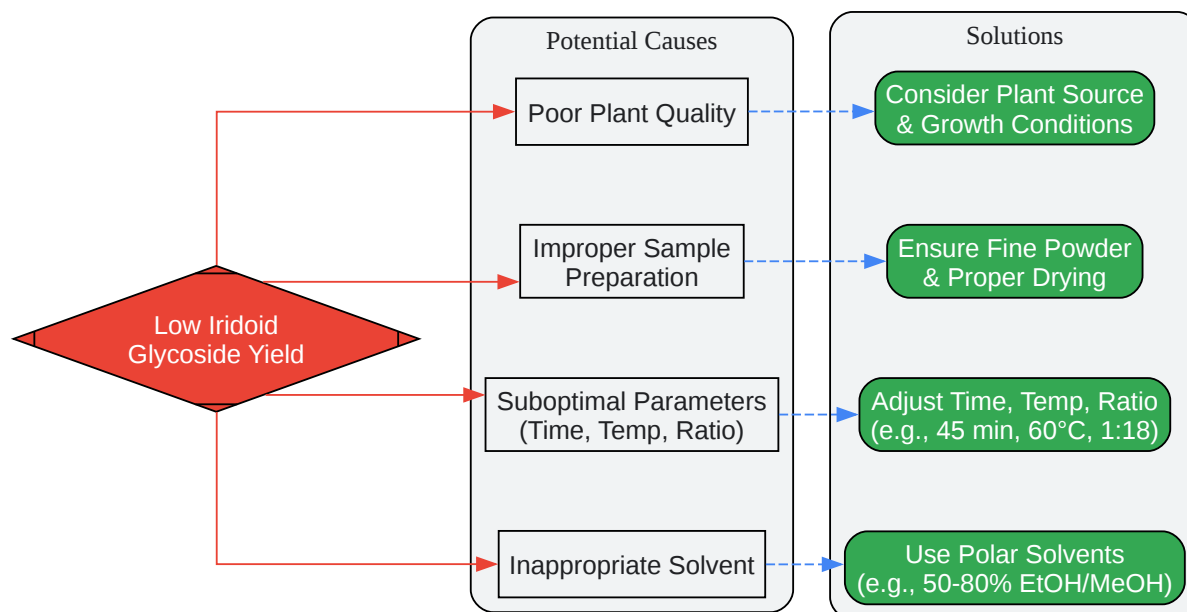 Potential Causes
Solutions
Poor Plant Quality
Consider Plant Source
& Growth Conditions
Improper Sample
Preparation
Ensure Fine Powder
& Proper Drying
Low Iridoid
Glycoside Yield
Suboptimal Parameters
(Time, Temp, Ratio)
Adjust Time, Temp, Ratio
(e.g., 45 min, 60°C, 1:18)
Inappropriate Solvent
Use Polar Solvents
(e.g., 50-80% EtOH/MeOH)